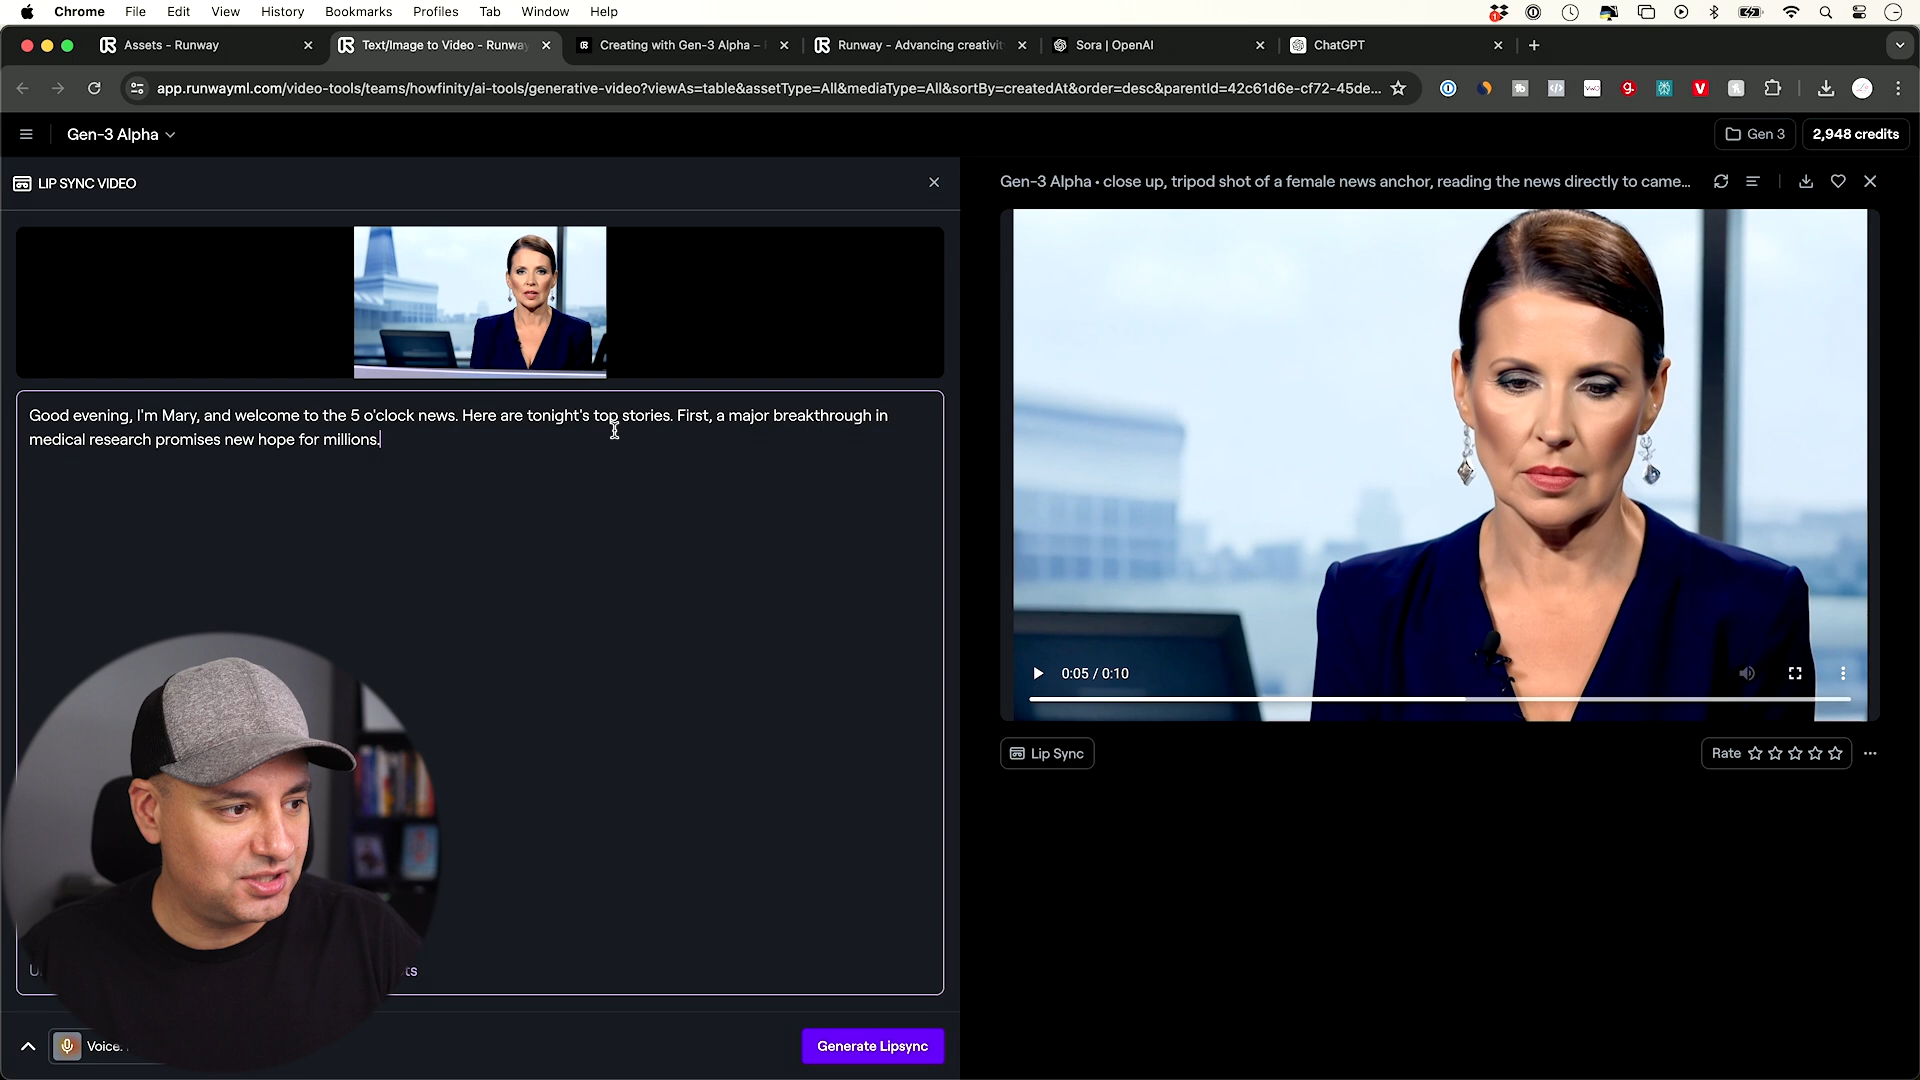 Chrome File Edit View History Bookmarks Profiles Tab Window Help
1
Assets - Runway
Text/Image to Video - Runway
Creating with Gen-3 Alpha –
Runway - Advancing creativit
Sora | OpenAI
ChatGPT
app.runwayml.com/video-tools/teams/howfinity/ai-tools/generative-video?viewAs=table&assetType=All&mediaType=All&sortBy=createdAt&order=desc&parentId=42c61d6e-cf72-45de...
Gen-3 Alpha
Gen 3
2,948 credits
LIP SYNC VIDEO
Gen-3 Alpha • close up, tripod shot of a female news anchor, reading the news directly to came...
Good evening, I'm Mary, and welcome to the 5 o'clock news. Here are tonight's top stories. First, a major breakthrough in
medical research promises new hope for millions.
0:05 / 0:10
Lip Sync
Rate
Voice:
Generate Lipsync